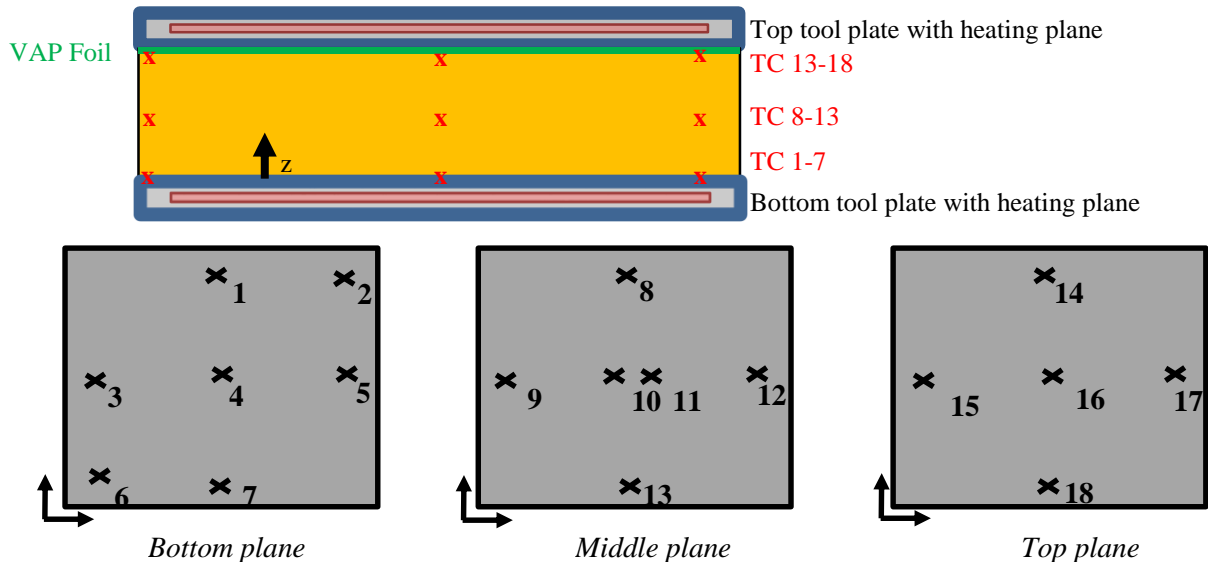 Top tool plate with heating plane
VAP Foil
TC 13-18
TC 8-13
TC 1-7
z
Bottom tool plate with heating plane
1
2
3
4
5
6
7
8
9
10
11
12
13
14
15
16
17
18
Bottom plane
Middle plane
Top plane